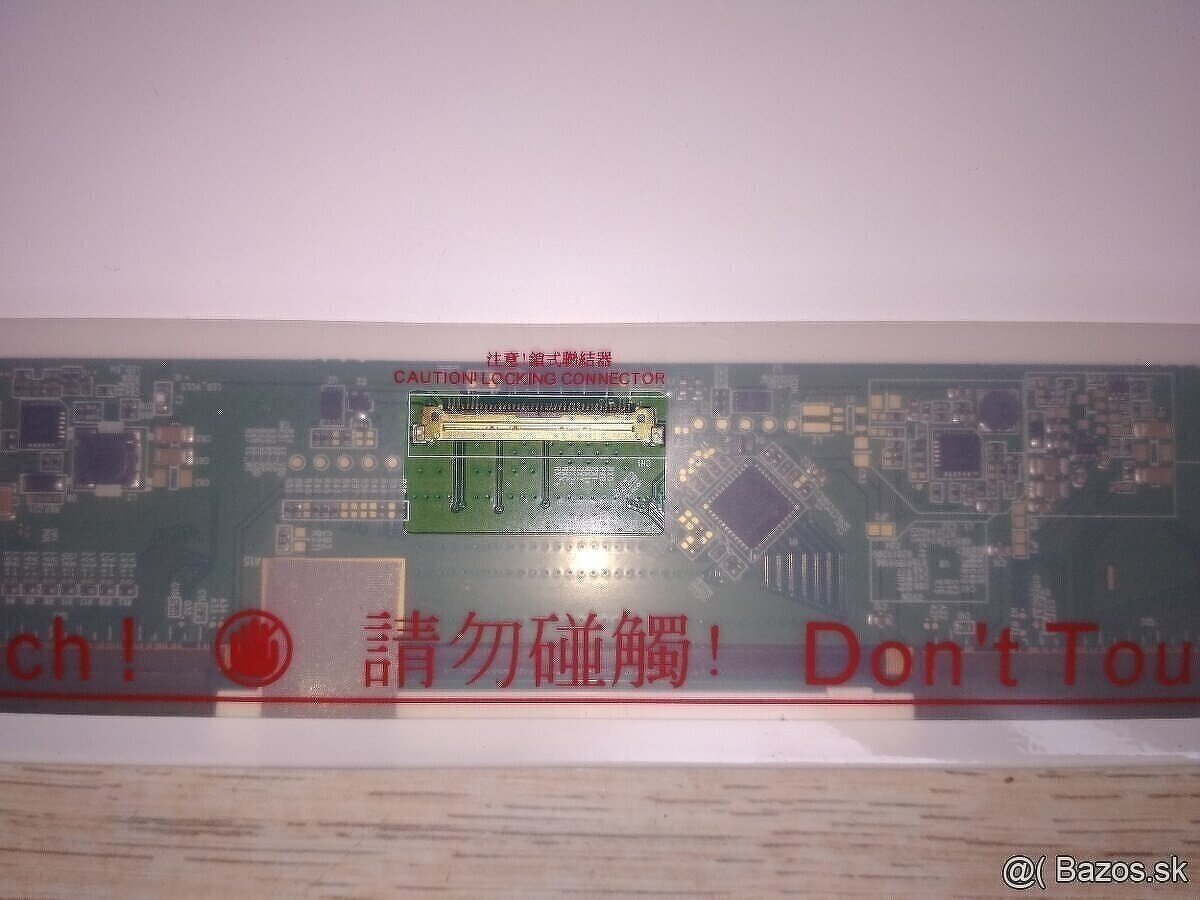 注意!鎖式聯結器
CAUTION! LOCKING CONNECTOR
CN1
ch! 請勿碰觸! Don't Tou
@( Bazos.sk